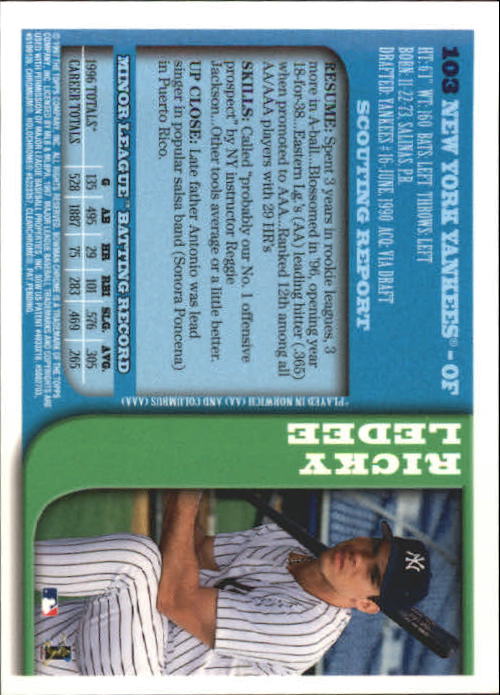 103 NEW YORK YANKEES® - OF
HT: 6'1" WT: 160 BATS: LEFT THROWS: LEFT
BORN: 11-22-73 SALINAS, P.R.
DRAFTED: YANKEES #16-JUNE, 1990 ACQ: VIA DRAFT
SCOUTING REPORT
RESUME: Spent 3 years in rookie leagues, 3
more in A-ball...Blossomed in '96, opening year
18-for-38...Eastern Lg's (AA) leading hitter (.365)
when promoted to AAA...Ranked 12th among all
AA/AAA players with 29 HR's
SKILLS: Called "probably our No. 1 offensive
prospect" by NY instructor Reggie
Jackson...Other tools average or a little better.
UP CLOSE: Late father Antonio was lead
singer in popular salsa band (Sonora Poncena)
in Puerto Rico.
MINOR LEAGUE BATTING RECORD
G AB HR RBI SLG. AVG.
1996 TOTALS* 135 495 29 101 .576 .305
CAREER TOTALS 528 1887 75 283 .469 .265
*PLAYED IN NORWICH (AA) AND COLUMBUS (AAA)
RICKY
LEDEE